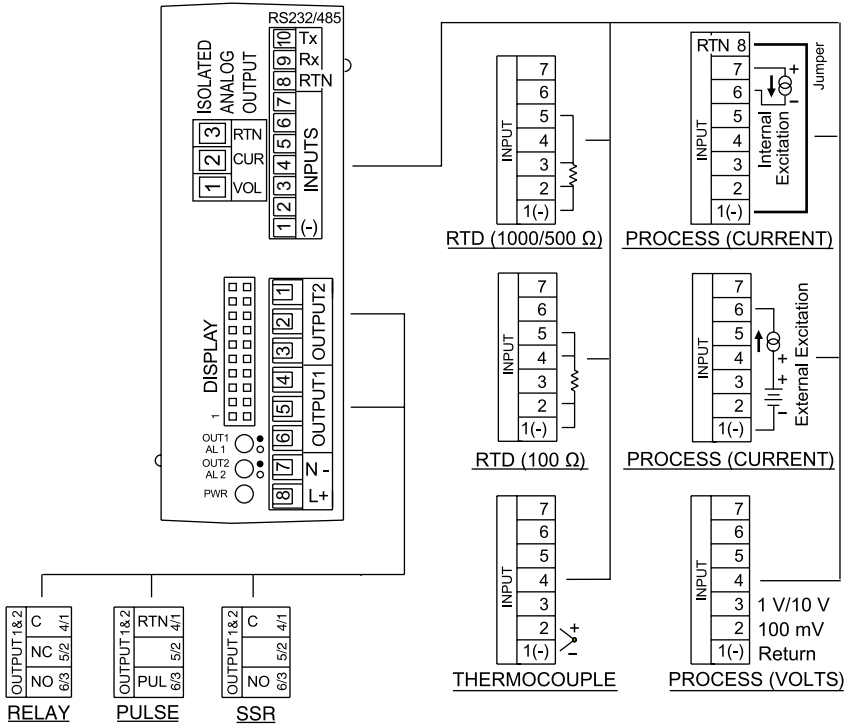 RS232/485
ISOLATED
ANALOG
OUTPUT
3 RTN
2 CUR
1 VOL
10 Tx
9 Rx
8 RTN
7
6
5
4
3
2
1 (-)
INPUTS
DISPLAY
1
1
2
3
OUTPUT2
4
5
6
OUTPUT1
7 N -
8 L+
OUT1
AL 1
OUT2
AL 2
PWR
INPUT
7
6
5
4
3
2
1(-)
RTD (1000/500 Ω)
INPUT
7
6
5
4
3
2
1(-)
RTD (100 Ω)
INPUT
7
6
5
4
3
2
1(-)
+
–
THERMOCOUPLE
INPUT
RTN 8
7
6
5
4
3
2
1(-)
+
–
Internal
Excitation
Jumper
PROCESS (CURRENT)
INPUT
7
6
5
4
3
2
1(-)
+
+
–
External Excitation
PROCESS (CURRENT)
INPUT
7
6
5
4
3 1 V/10 V
2 100 mV
1(-) Return
PROCESS (VOLTS)
OUTPUT1&2
C 4/1
NC 5/2
NO 6/3
RELAY
OUTPUT1&2
RTN 4/1
5/2
PUL 6/3
PULSE
OUTPUT1&2
C 4/1
5/2
NO 6/3
SSR